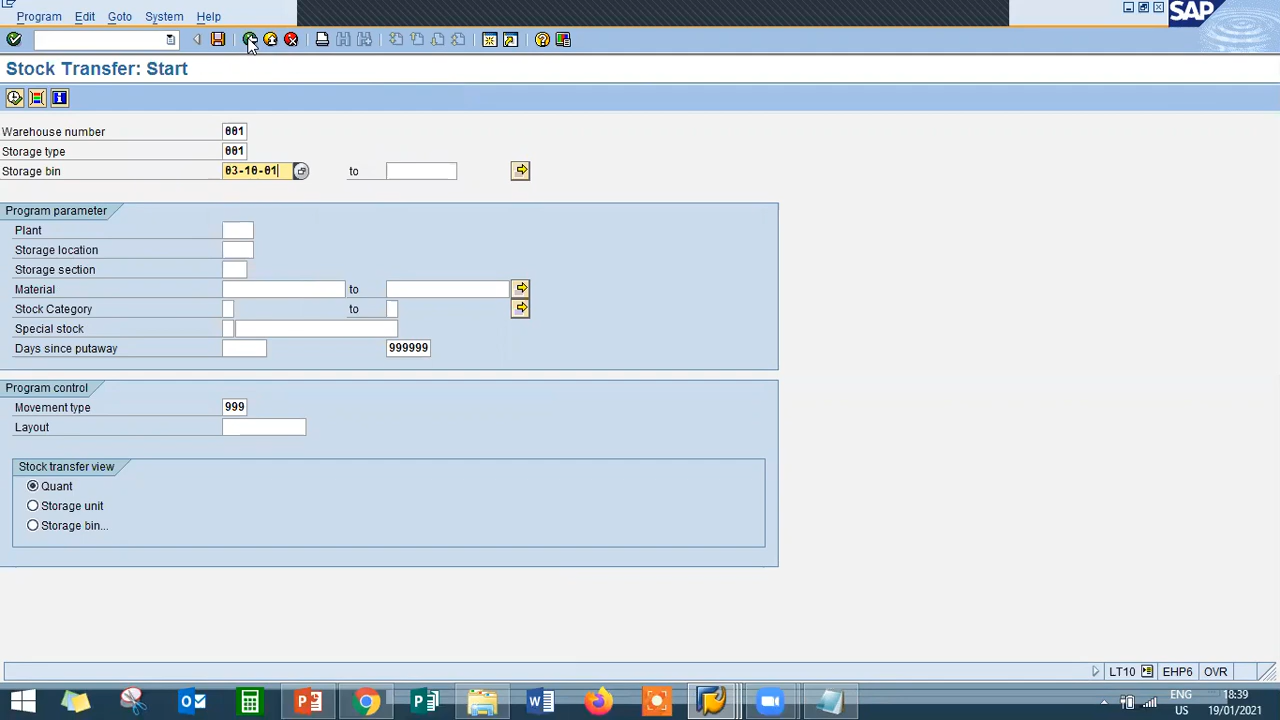 Program Edit Goto System Help
SAP
Stock Transfer: Start
Warehouse number 001
Storage type 001
Storage bin 03-10-01 to
Program parameter
Plant
Storage location
Storage section
Material to
Stock Category to
Special stock
Days since putaway 999999
Program control
Movement type 999
Layout
Stock transfer view
Quant
Storage unit
Storage bin...
LT10 EHP6 OVR
ENG 18:39
US 19/01/2021